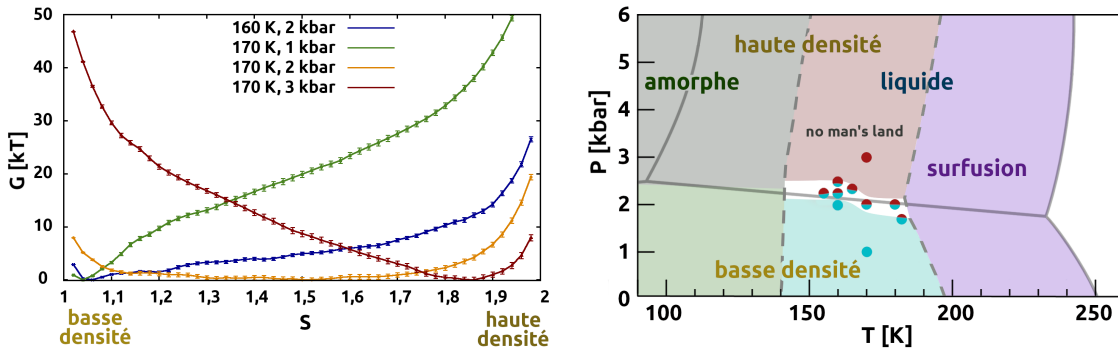 50
40
30
20
10
0
G [kT]
160 K, 2 kbar
170 K, 1 kbar
170 K, 2 kbar
170 K, 3 kbar
1
1,1
1,2
1,3
1,4
1,5
1,6
1,7
1,8
1,9
2
S
basse
densité
haute
densité
6
5
4
3
2
1
0
P [kbar]
haute densité
amorphe
liquide
no man's land
surfusion
basse densité
100
150
200
250
T [K]